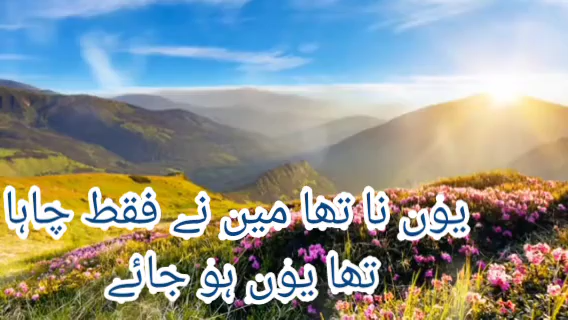 یوں نا تھا میں نے فقط چاہا
تھا یوں ہو جائے